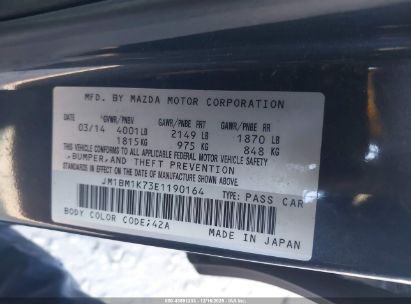 MFD. BY MAZDA MOTOR CORPORATION
DATE GVWR/PNBV GAWR/PNBE FRT GAWR/PNBE RR
03/14 4001LB 2149 LB 1870 LB
1815KG 975 KG 848 KG
THIS VEHICLE CONFORMS TO ALL APPLICABLE FEDERAL MOTOR VEHICLE SAFETY
,BUMPER,AND THEFT PREVENTION
STANDARDS IN EFFECT ON THE DATE OF MANUFACTURE SHOWN ABOVE.
JM1BM1K73E1190164 TYPE: PASS CAR
BODY COLOR CODE:42A
MADE IN JAPAN